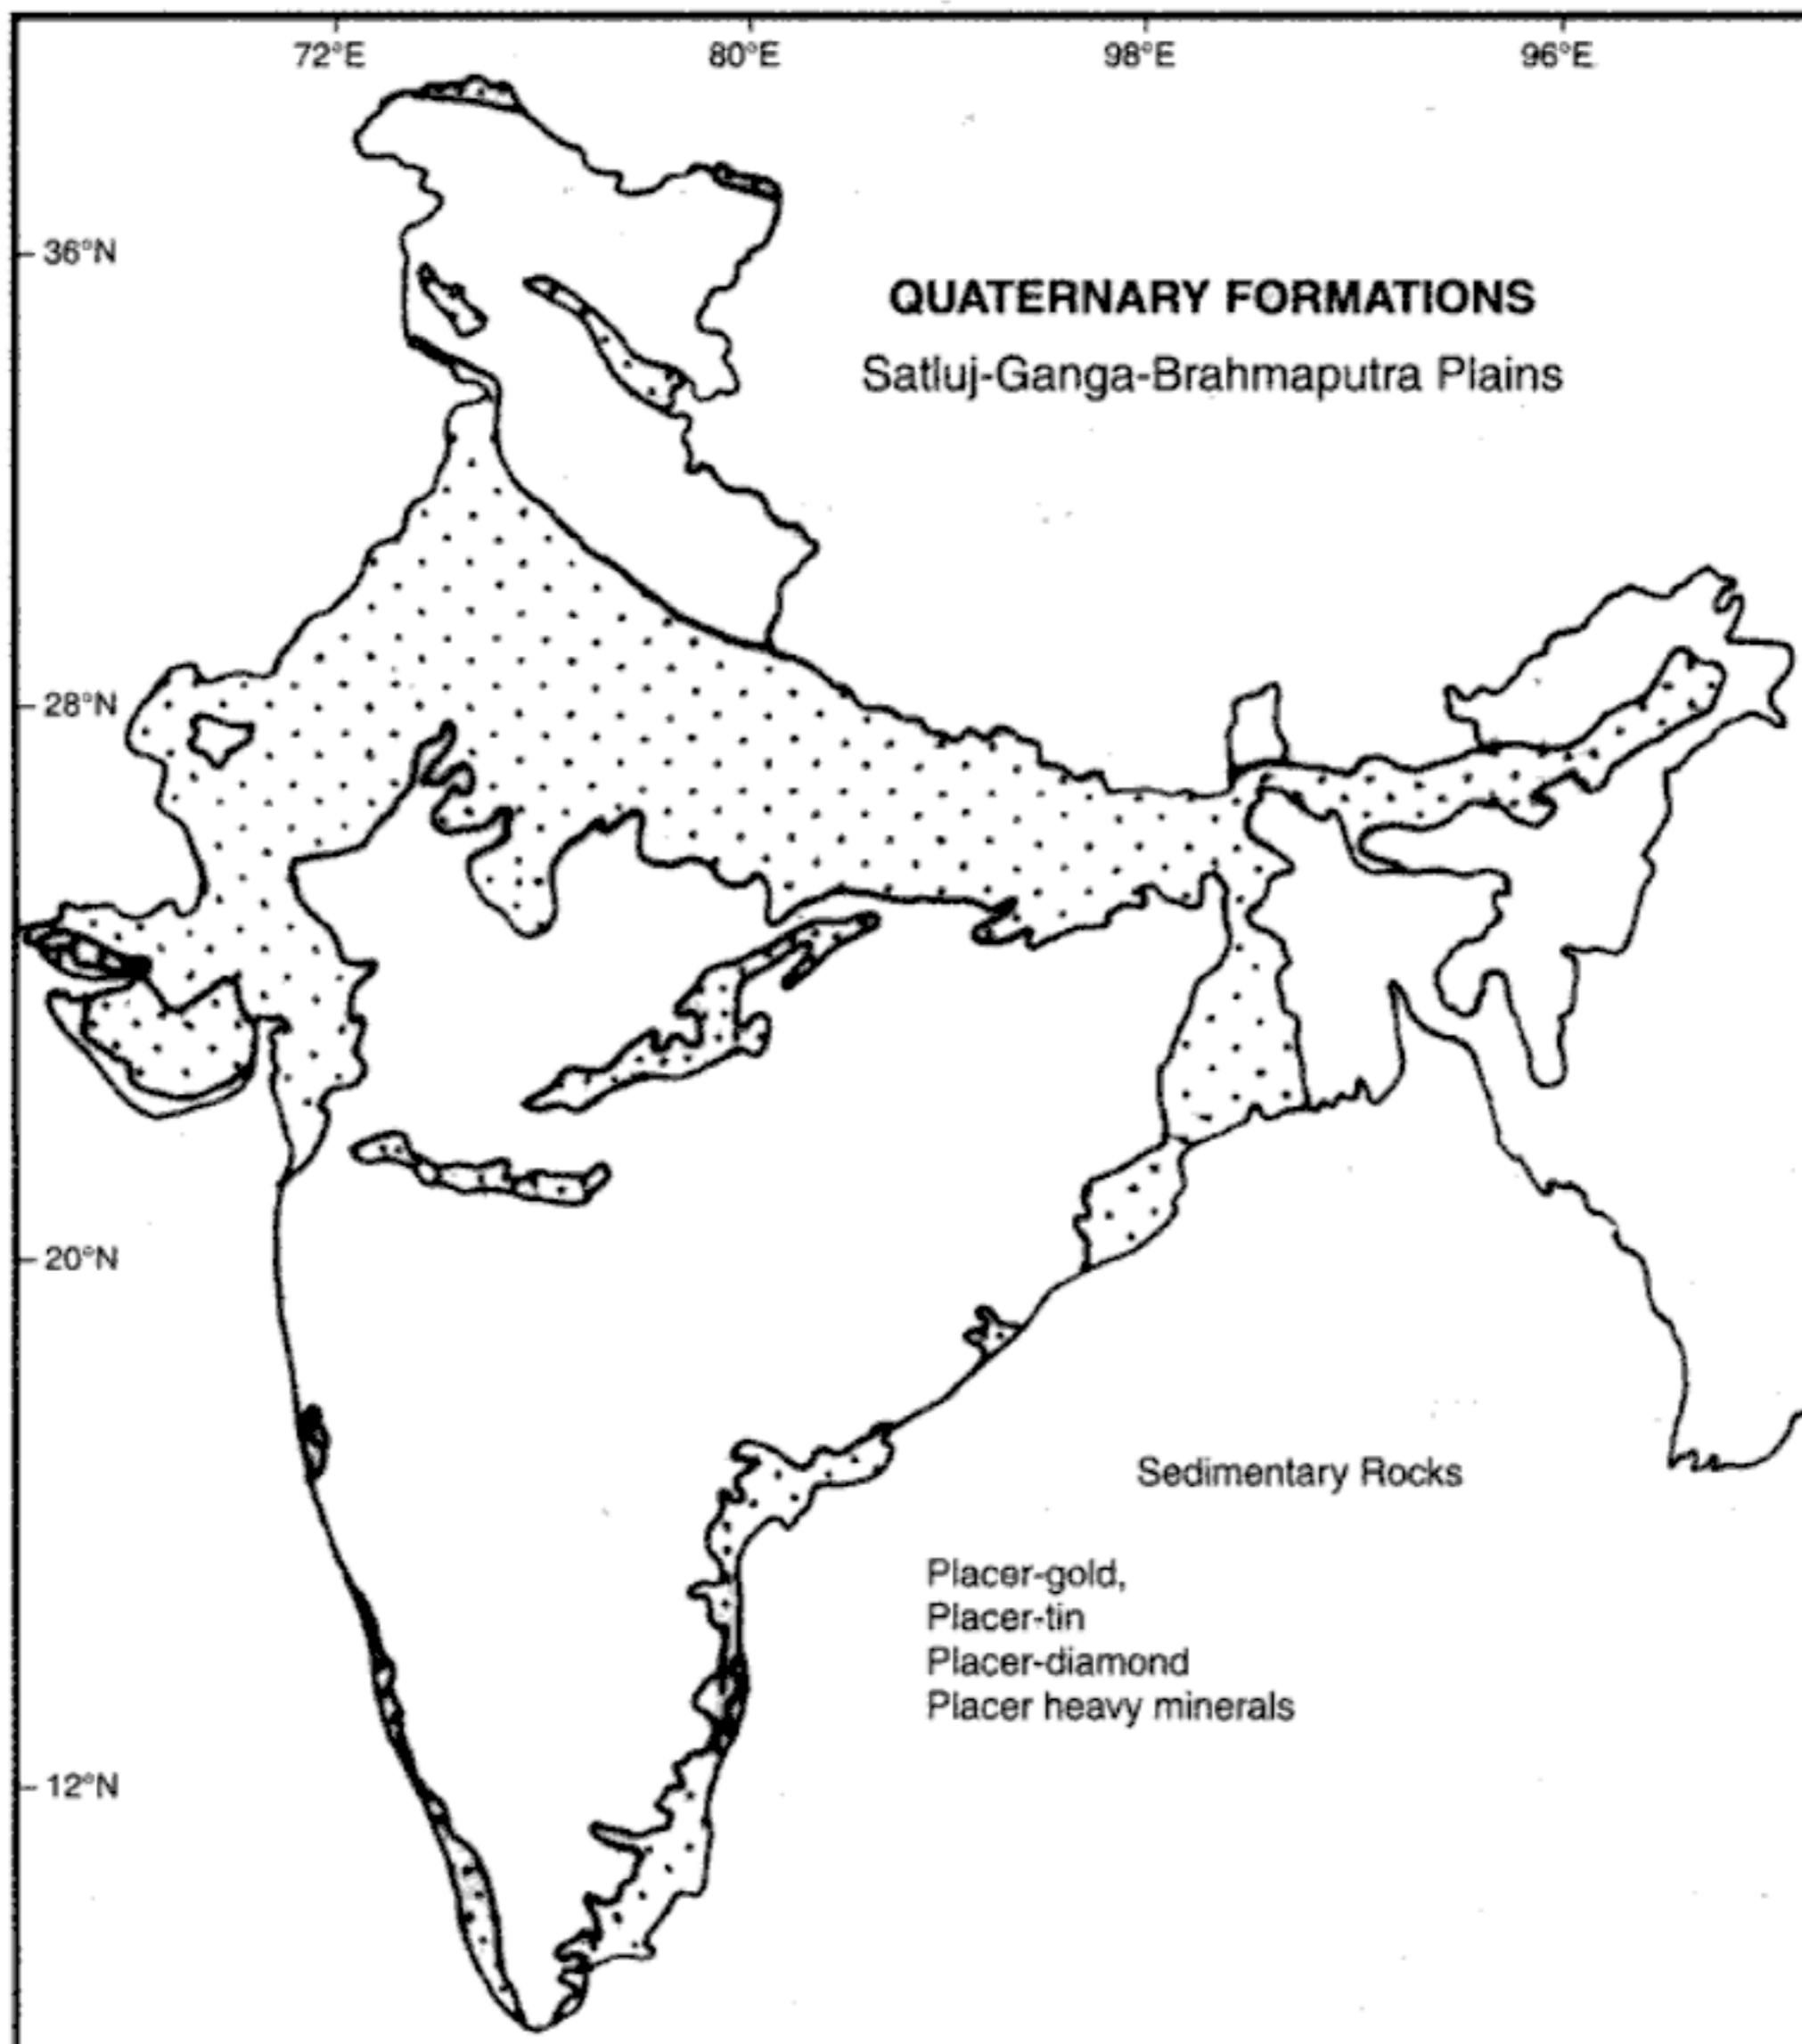 72°E 80°E 98°E 96°E
36°N
QUATERNARY FORMATIONS
Satluj-Ganga-Brahmaputra Plains
28°N
20°N
Sedimentary Rocks
Placer-gold,
Placer-tin
Placer-diamond
Placer heavy minerals
12°N